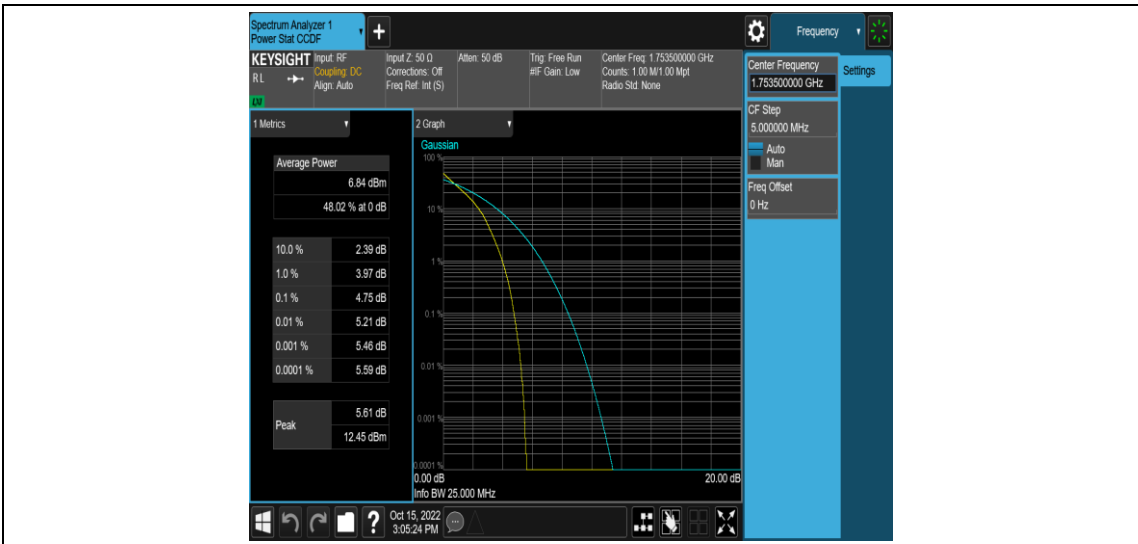 Spectrum Analyzer 1
Power Stat CCDF
+
Frequency
KEYSIGHT
RL
LXI
Input: RF
Coupling: DC
Align: Auto
Input Z: 50 Ω
Corrections: Off
Freq Ref: Int (S)
Atten: 50 dB
Trig: Free Run
#IF Gain: Low
Center Freq: 1.753500000 GHz
Counts: 1.00 M/1.00 Mpt
Radio Std: None
Center Frequency
1.753500000 GHz
Settings
CF Step
5.000000 MHz
Auto
Man
Freq Offset
0 Hz
1 Metrics
Average Power
6.84 dBm
48.02 % at 0 dB
10.0 % 2.39 dB
1.0 % 3.97 dB
0.1 % 4.75 dB
0.01 % 5.21 dB
0.001 % 5.46 dB
0.0001 % 5.59 dB
Peak
5.61 dB
12.45 dBm
2 Graph
Gaussian
100 %
10 %
1 %
0.1 %
0.01 %
0.001 %
0.0001 %
0.00 dB 20.00 dB
Info BW 25.000 MHz
?
Oct 15, 2022
3:05:24 PM